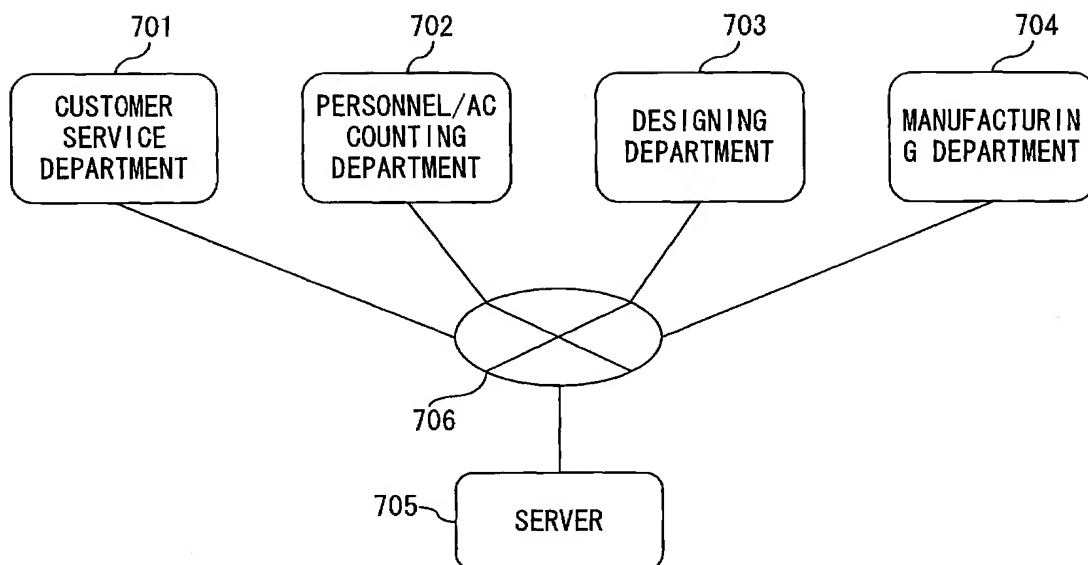 701
702
703
704
CUSTOMER
SERVICE
DEPARTMENT
PERSONNEL/AC
COUNTING
DEPARTMENT
DESIGNING
DEPARTMENT
MANUFACTURIN
G DEPARTMENT
706
705
SERVER